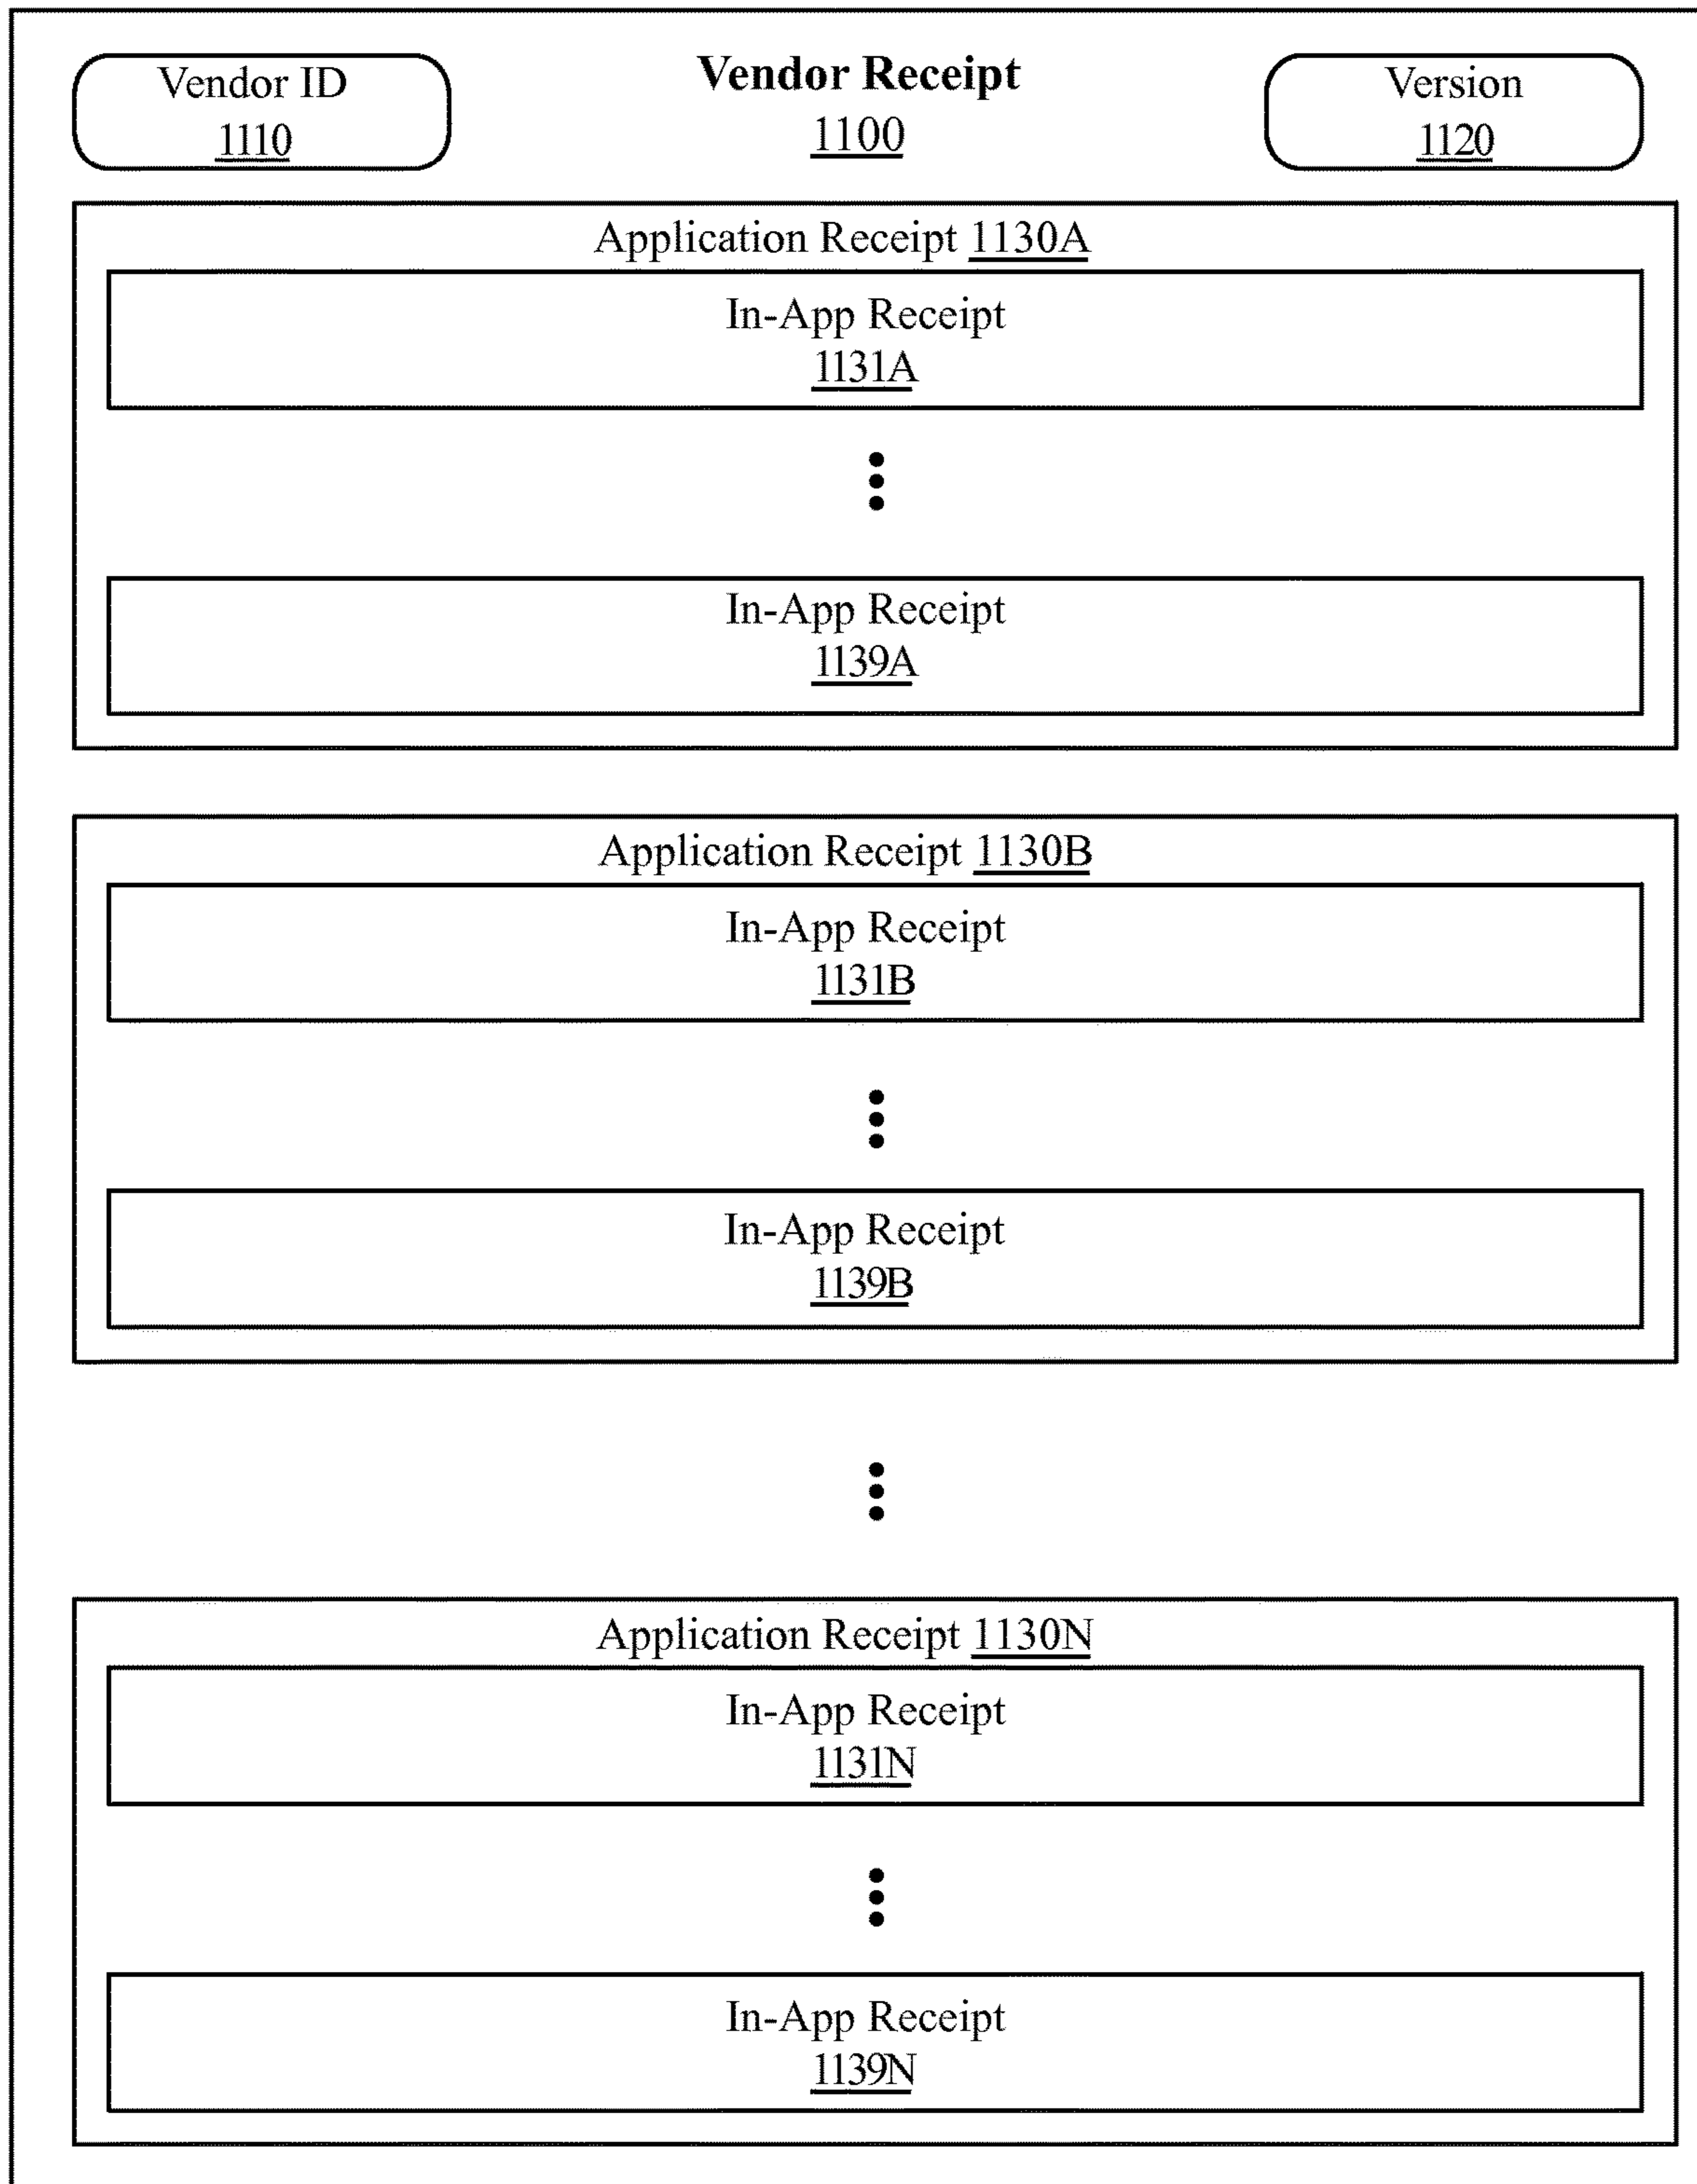 Vendor ID
1110
Vendor Receipt
1100
Version
1120
Application Receipt 1130A
In-App Receipt
1131A
In-App Receipt
1139A
Application Receipt 1130B
In-App Receipt
1131B
In-App Receipt
1139B
Application Receipt 1130N
In-App Receipt
1131N
In-App Receipt
1139N